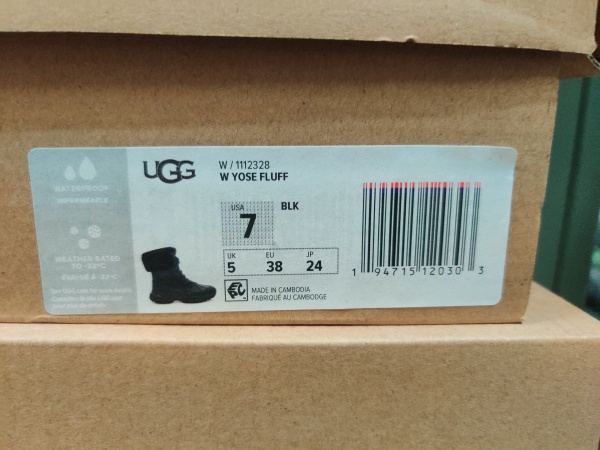 WATERPROOF
IMPERMÉABLE
WEATHER RATED
TO -32°C
UGG
W / 1112328
W YOSE FLUFF
USA
7
BLK
UK
5
EU
38
JP
24
MADE IN CAMBODIA
FABRIQUÉ AU CAMBODGE
1 94715 12030 3